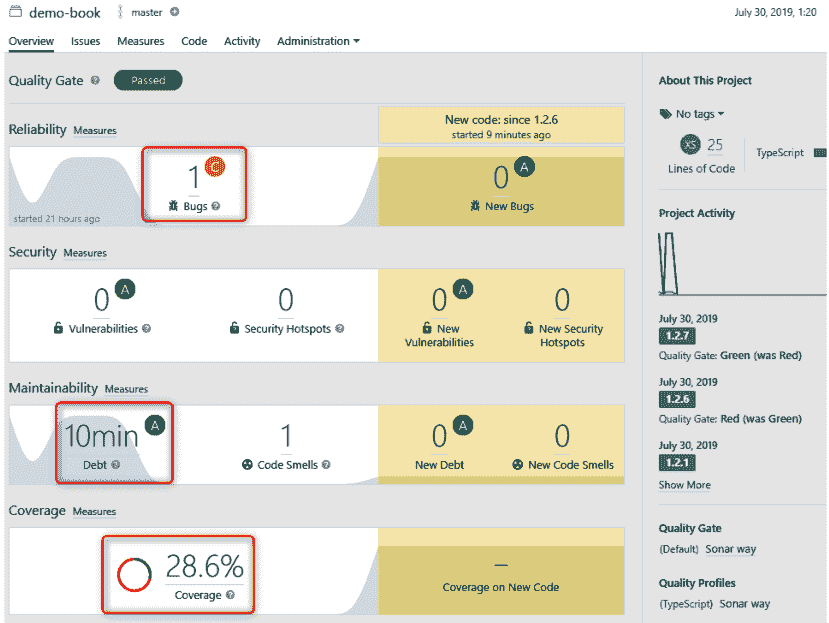 demo-book master July 30, 2019, 1:20
Overview Issues Measures Code Activity Administration
Quality Gate Passed
Reliability Measures
New code: since 1.2.6
started 9 minutes ago
1 C
Bugs
started 21 hours ago
0 A
New Bugs
Security Measures
0 A
Vulnerabilities
0
Security Hotspots
0 A
New
Vulnerabilities
0
New Security
Hotspots
Maintainability Measures
10min A
Debt
1
Code Smells
0 A
New Debt
0
New Code Smells
Coverage Measures
28.6%
Coverage
—
Coverage on New Code
About This Project
No tags
XS 25
Lines of Code
TypeScript
Project Activity
July 30, 2019
1.2.7
Quality Gate: Green (was Red)
July 30, 2019
1.2.6
Quality Gate: Red (was Green)
July 30, 2019
1.2.1
Show More
Quality Gate
(Default) Sonar way
Quality Profiles
(TypeScript) Sonar way